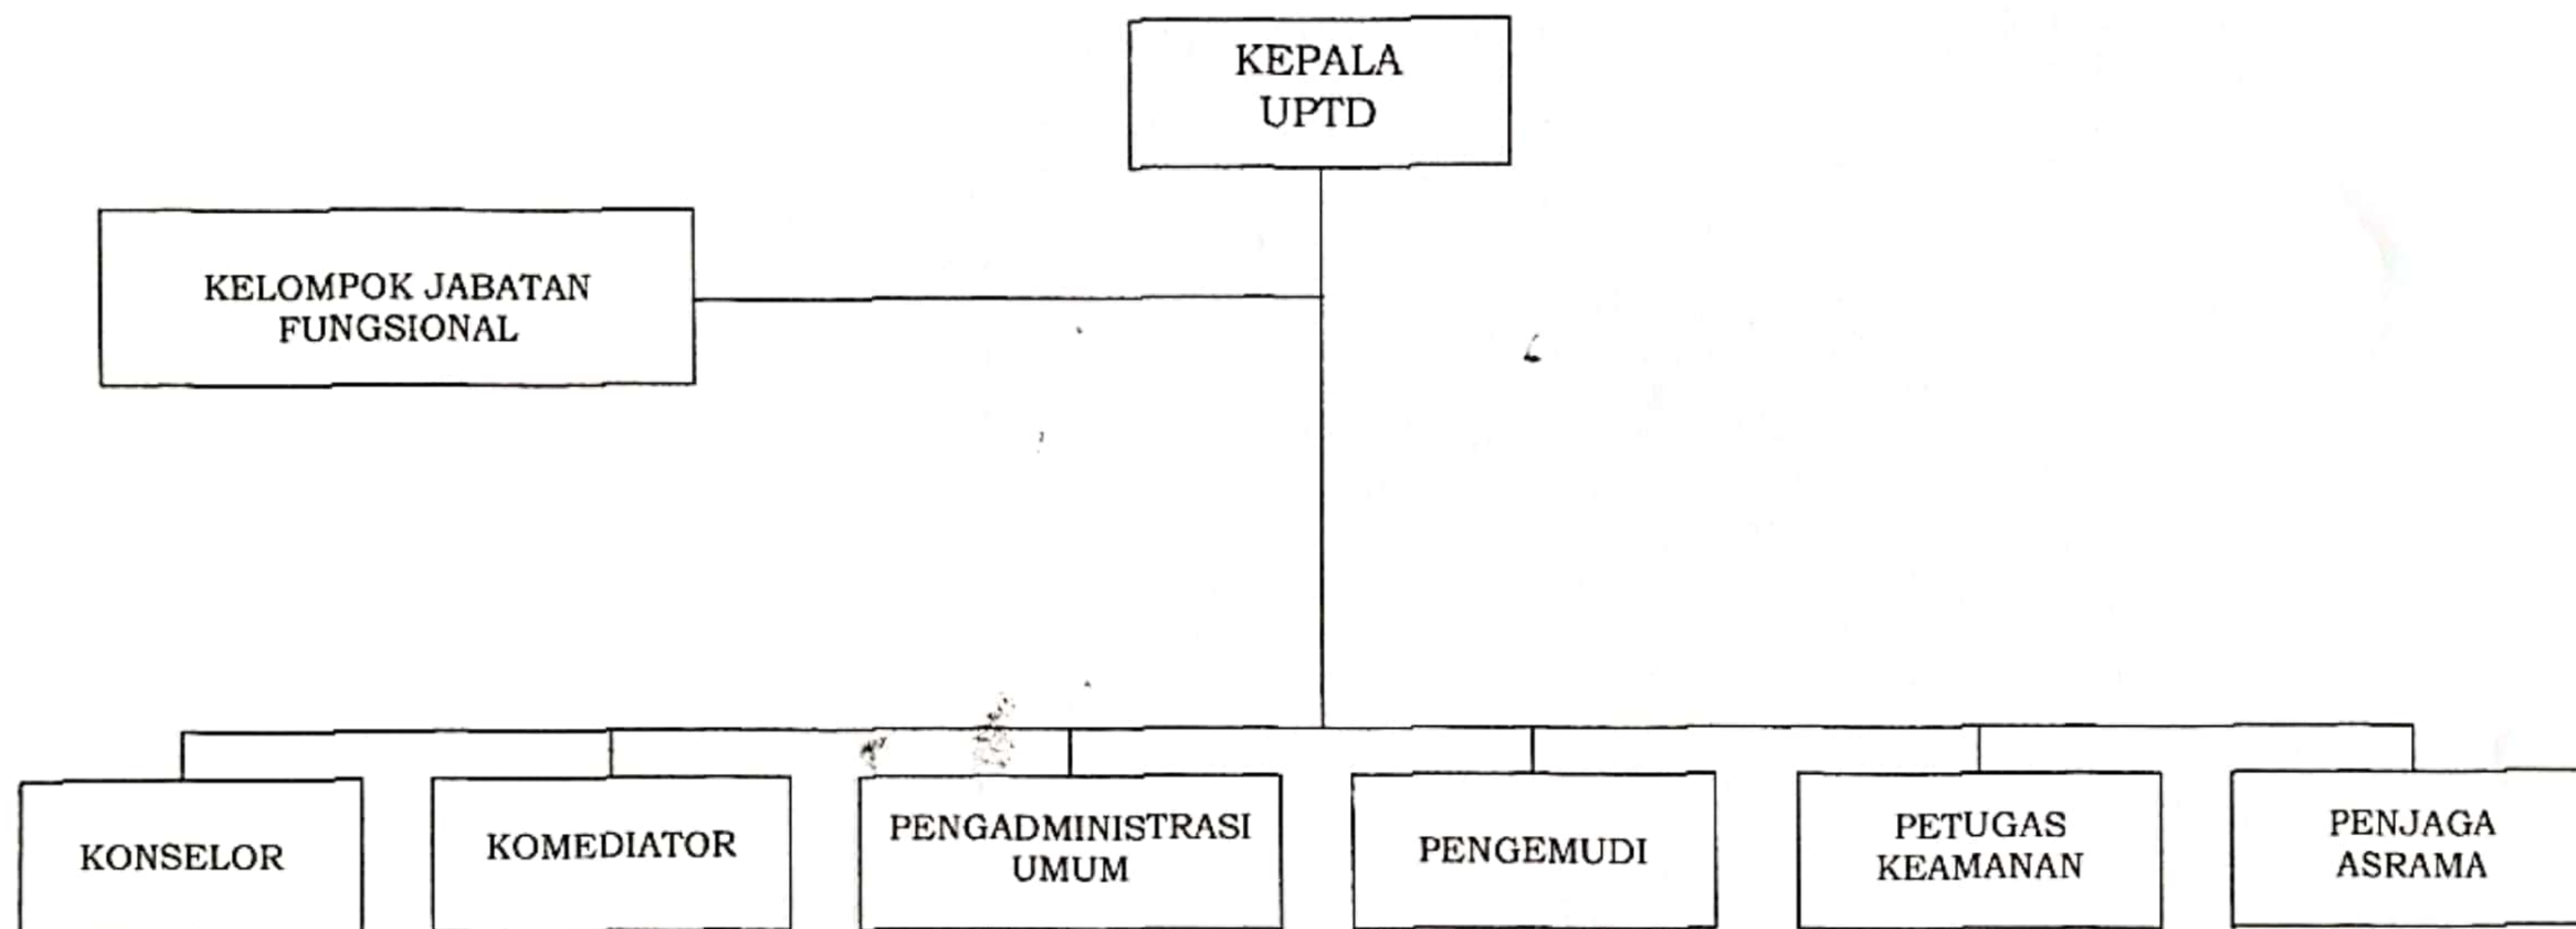 KEPALA
UPTD
KELOMPOK JABATAN
FUNGSIONAL
KONSELOR
KOMEDIATOR
PENGADMINISTRASI
UMUM
PENGEMUDI
PETUGAS
KEAMANAN
PENJAGA
ASRAMA